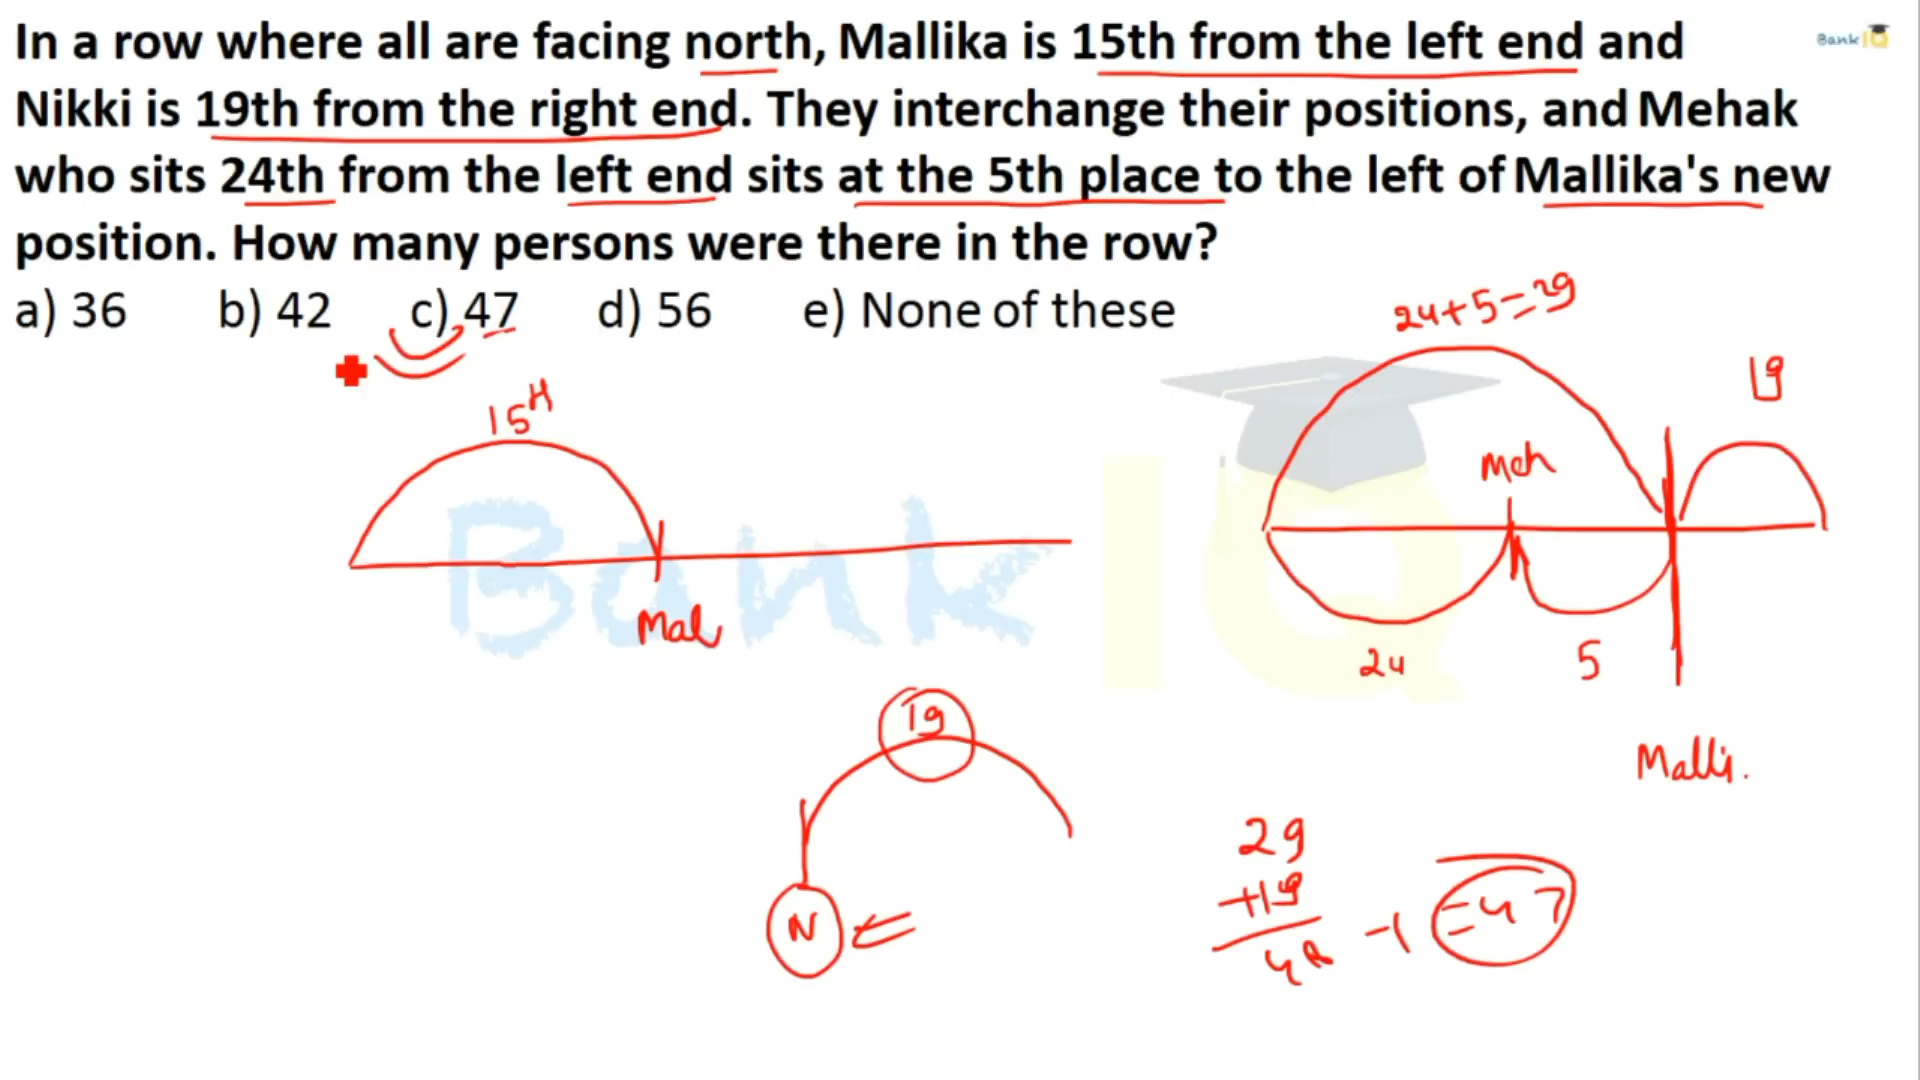 In a row where all are facing north, Mallika is 15th from the left end and
Bank IQ
Nikki is 19th from the right end. They interchange their positions, and Mehak
who sits 24th from the left end sits at the 5th place to the left of Mallika's new
position. How many persons were there in the row?
a) 36 b) 42 c) 47 d) 56 e) None of these
24+5=29
19
15th
Meh
Bank IQ
Mal
24 5
19
Malli.
29
+19
48 -1 =47
N